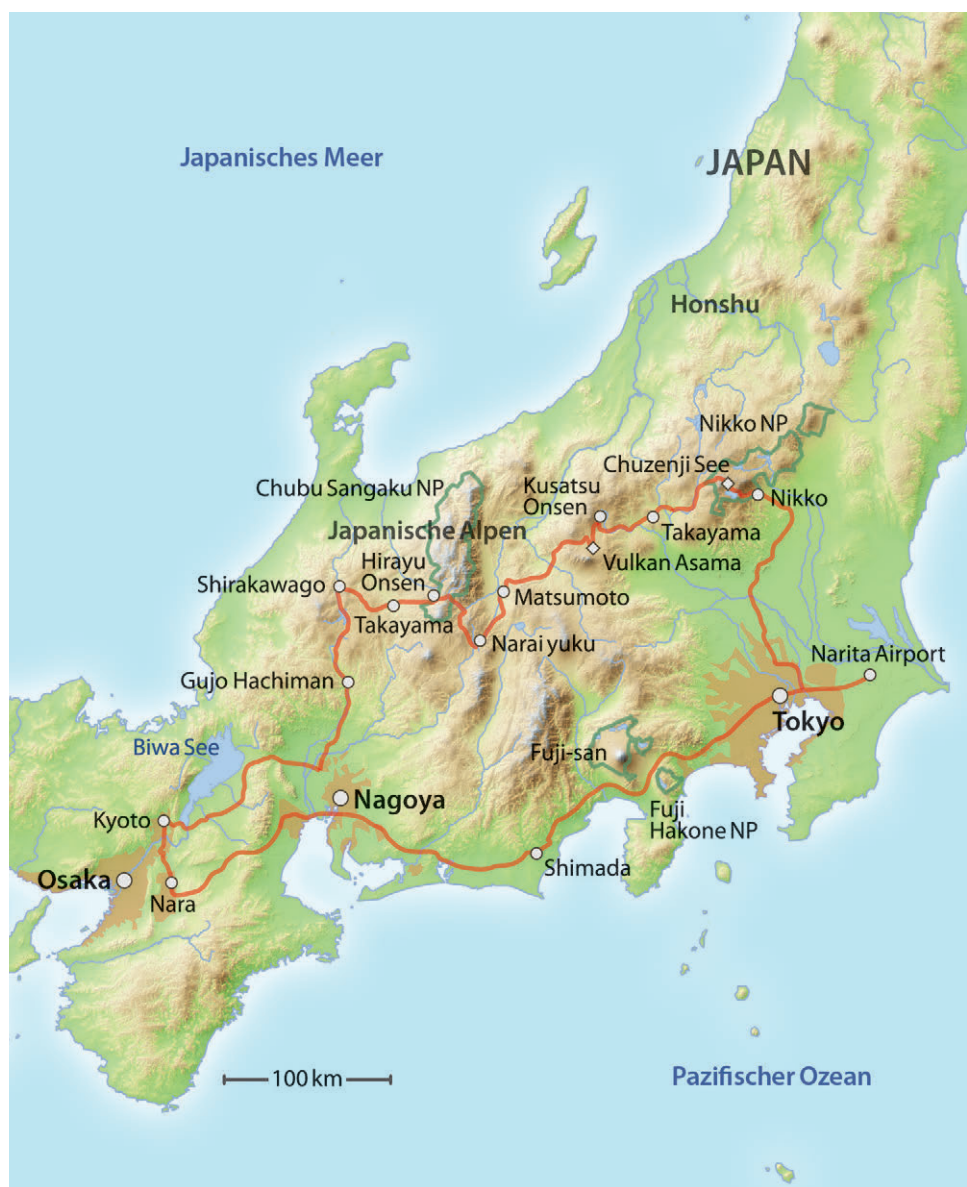 Japanisches Meer
JAPAN
Honshu
Nikko NP
Chuzenji See
Kusatsu
Onsen
Nikko
Chubu Sangaku NP
Japanische Alpen
Takayama
Vulkan Asama
Hirayu
Onsen
Shirakawago
Matsumoto
Takayama
Narai yuku
Narita Airport
Gujo Hachiman
Tokyo
Biwa See
Fuji-san
Nagoya
Fuji
Hakone NP
Kyoto
Shimada
Osaka
Nara
100 km
Pazifischer Ozean